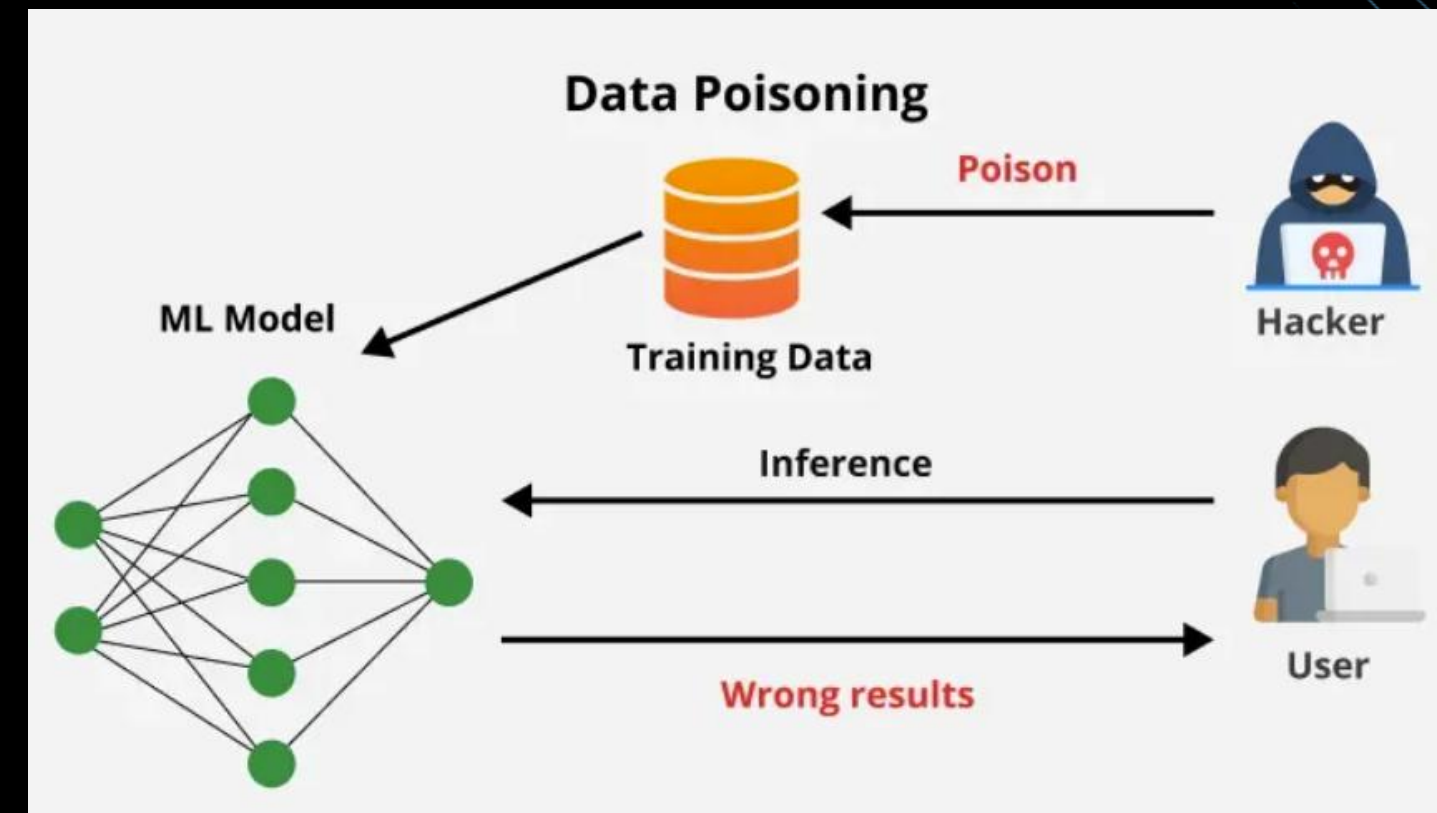 Data Poisoning
Poison
Hacker
ML Model
Training Data
Inference
User
Wrong results